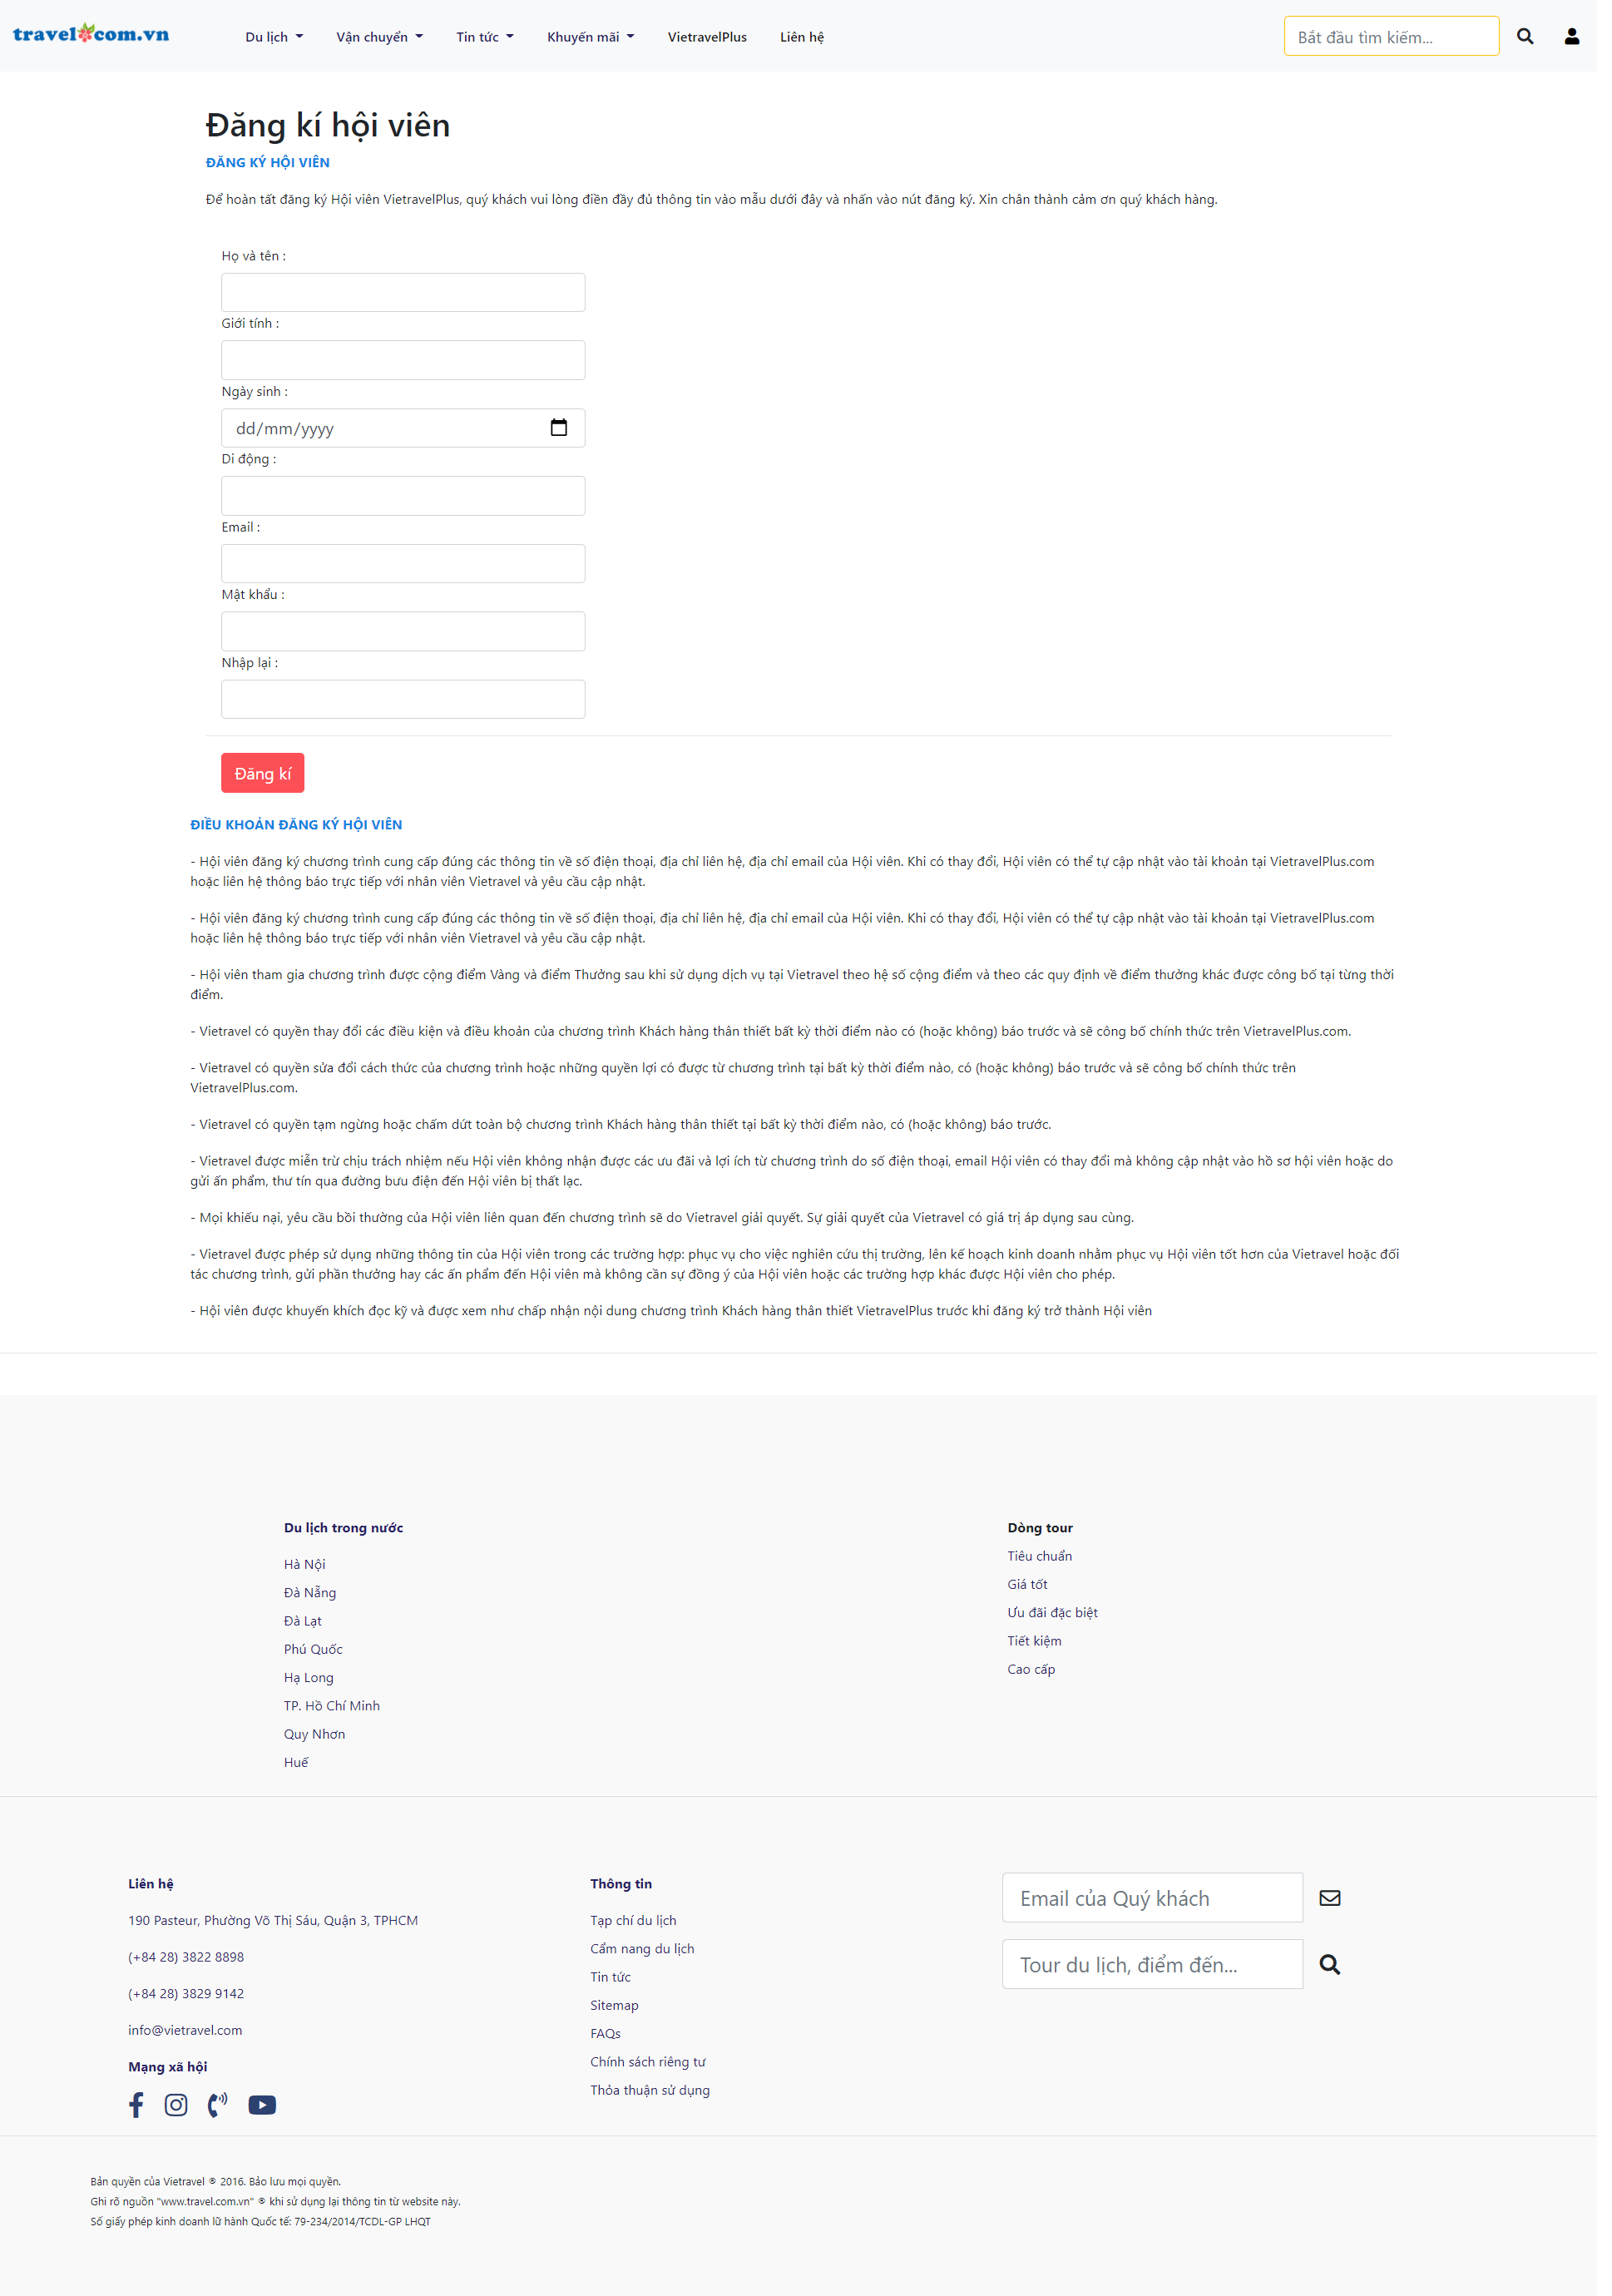 travel com.vn
Du lịch Vận chuyển Tin tức Khuyến mãi VietravelPlus Liên hệ
Bắt đầu tìm kiếm...
Đăng kí hội viên
ĐĂNG KÝ HỘI VIÊN
Để hoàn tất đăng ký Hội viên VietravelPlus, quý khách vui lòng điền đầy đủ thông tin vào mẫu dưới đây và nhấn vào nút đăng ký. Xin chân thành cảm ơn quý khách hàng.
Họ và tên :
Giới tính :
Ngày sinh :
dd/mm/yyyy
Di động :
Email :
Mật khẩu :
Nhập lại :
Đăng kí
ĐIỀU KHOẢN ĐĂNG KÝ HỘI VIÊN
- Hội viên đăng ký chương trình cung cấp đúng các thông tin về số điện thoại, địa chỉ liên hệ, địa chỉ email của Hội viên. Khi có thay đổi, Hội viên có thể tự cập nhật vào tài khoản tại VietravelPlus.com
hoặc liên hệ thông báo trực tiếp với nhân viên Vietravel và yêu cầu cập nhật.
- Hội viên đăng ký chương trình cung cấp đúng các thông tin về số điện thoại, địa chỉ liên hệ, địa chỉ email của Hội viên. Khi có thay đổi, Hội viên có thể tự cập nhật vào tài khoản tại VietravelPlus.com
hoặc liên hệ thông báo trực tiếp với nhân viên Vietravel và yêu cầu cập nhật.
- Hội viên tham gia chương trình được cộng điểm Vàng và điểm Thưởng sau khi sử dụng dịch vụ tại Vietravel theo hệ số cộng điểm và theo các quy định về điểm thưởng khác được công bố tại từng thời
điểm.
- Vietravel có quyền thay đổi các điều kiện và điều khoản của chương trình Khách hàng thân thiết bất kỳ thời điểm nào có (hoặc không) báo trước và sẽ công bố chính thức trên VietravelPlus.com.
- Vietravel có quyền sửa đổi cách thức của chương trình hoặc những quyền lợi có được từ chương trình tại bất kỳ thời điểm nào, có (hoặc không) báo trước và sẽ công bố chính thức trên
VietravelPlus.com.
- Vietravel có quyền tạm ngừng hoặc chấm dứt toàn bộ chương trình Khách hàng thân thiết tại bất kỳ thời điểm nào, có (hoặc không) báo trước.
- Vietravel được miễn trừ chịu trách nhiệm nếu Hội viên không nhận được các ưu đãi và lợi ích từ chương trình do số điện thoại, email Hội viên có thay đổi mà không cập nhật vào hồ sơ hội viên hoặc do
gửi ấn phẩm, thư tín qua đường bưu điện đến Hội viên bị thất lạc.
- Mọi khiếu nại, yêu cầu bồi thường của Hội viên liên quan đến chương trình sẽ do Vietravel giải quyết. Sự giải quyết của Vietravel có giá trị áp dụng sau cùng.
- Vietravel được phép sử dụng những thông tin của Hội viên trong các trường hợp: phục vụ cho việc nghiên cứu thị trường, lên kế hoạch kinh doanh nhằm phục vụ Hội viên tốt hơn của Vietravel hoặc đối
tác chương trình, gửi phần thưởng hay các ấn phẩm đến Hội viên mà không cần sự đồng ý của Hội viên hoặc các trường hợp khác được Hội viên cho phép.
- Hội viên được khuyến khích đọc kỹ và được xem như chấp nhận nội dung chương trình Khách hàng thân thiết VietravelPlus trước khi đăng ký trở thành Hội viên
Du lịch trong nước
Hà Nội
Đà Nẵng
Đà Lạt
Phú Quốc
Hạ Long
TP. Hồ Chí Minh
Quy Nhơn
Huế
Dòng tour
Tiêu chuẩn
Giá tốt
Ưu đãi đặc biệt
Tiết kiệm
Cao cấp
Liên hệ
190 Pasteur, Phường Võ Thị Sáu, Quận 3, TPHCM
(+84 28) 3822 8898
(+84 28) 3829 9142
info@vietravel.com
Mạng xã hội
Thông tin
Tạp chí du lịch
Cẩm nang du lịch
Tin tức
Sitemap
FAQs
Chính sách riêng tư
Thỏa thuận sử dụng
Email của Quý khách
Tour du lịch, điểm đến...
Bản quyền của Vietravel ® 2016. Bảo lưu mọi quyền.
Ghi rõ nguồn "www.travel.com.vn" ® khi sử dụng lại thông tin từ website này.
Số giấy phép kinh doanh lữ hành Quốc tế: 79-234/2014/TCDL-GP LHQT